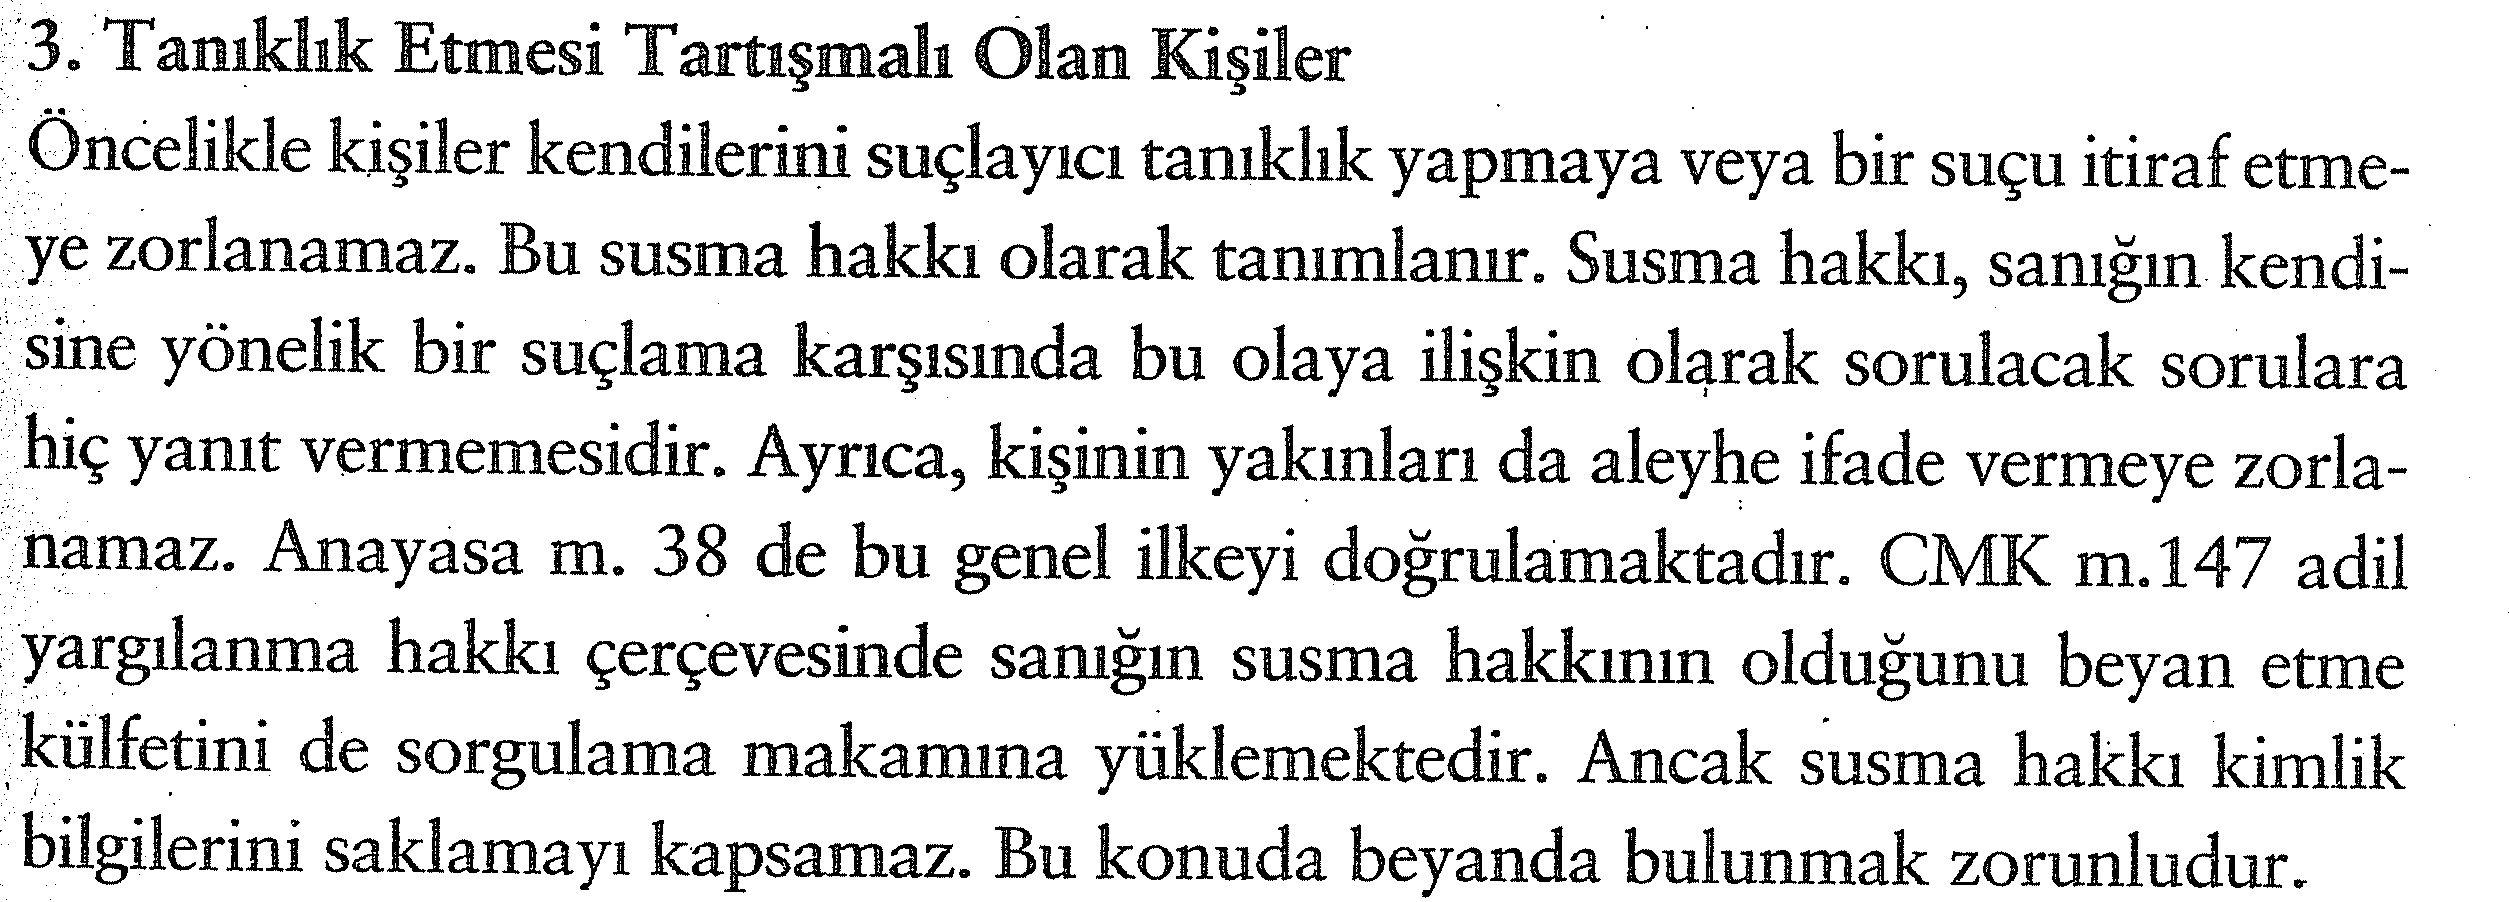 3. Tanıklık Etmesi Tartışmalı Olan Kişiler
Öncelikle kişiler kendilerini suçlayıcı tanıklık yapmaya veya bir suçu itiraf etme-
ye zorlanamaz. Bu susma hakkı olarak tanımlanır. Susma hakkı, sanığın kendi-
sine yönelik bir suçlama karşısında bu olaya ilişkin olarak sorulacak sorulara
hiç yanıt vermemesidir. Ayrıca, kişinin yakınları da aleyhe ifade vermeye zorla-
namaz. Anayasa m. 38 de bu genel ilkeyi doğrulamaktadır. CMK m.147 adil
yargılanma hakkı çerçevesinde sanığın susma hakkının olduğunu beyan etme
külfetini de sorgulama makamına yüklemektedir. Ancak susma hakkı kimlik
bilgilerini saklamayı kapsamaz. Bu konuda beyanda bulunmak zorunludur.